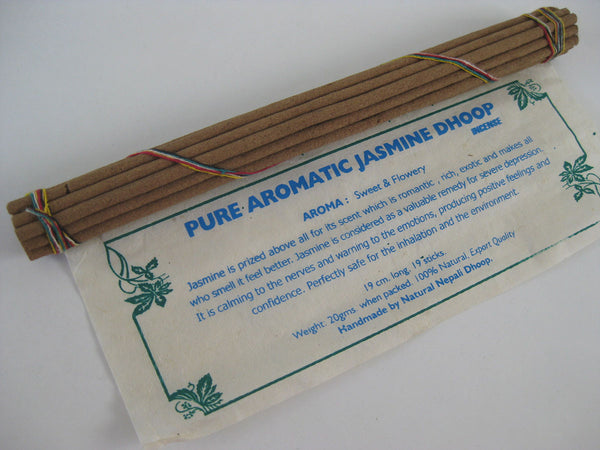 PURE AROMATIC JASMINE DHOOP
INCENSE
AROMA : Sweet & Flowery
Jasmine is prized above all for its scent which is romantic , rich, exotic and makes all
who smell it feel better. Jasmine is considered as a valuable remedy for severe depression.
It is calming to the nerves and warning to the emotions, producing positive feelings and
confidence. Perfectly safe for the inhalation and the environment.
19 cm. long, 19 sticks.
Weight: 20gms. when packed. 100% Natural, Export Quality
Handmade by Natural Nepali Dhoop.